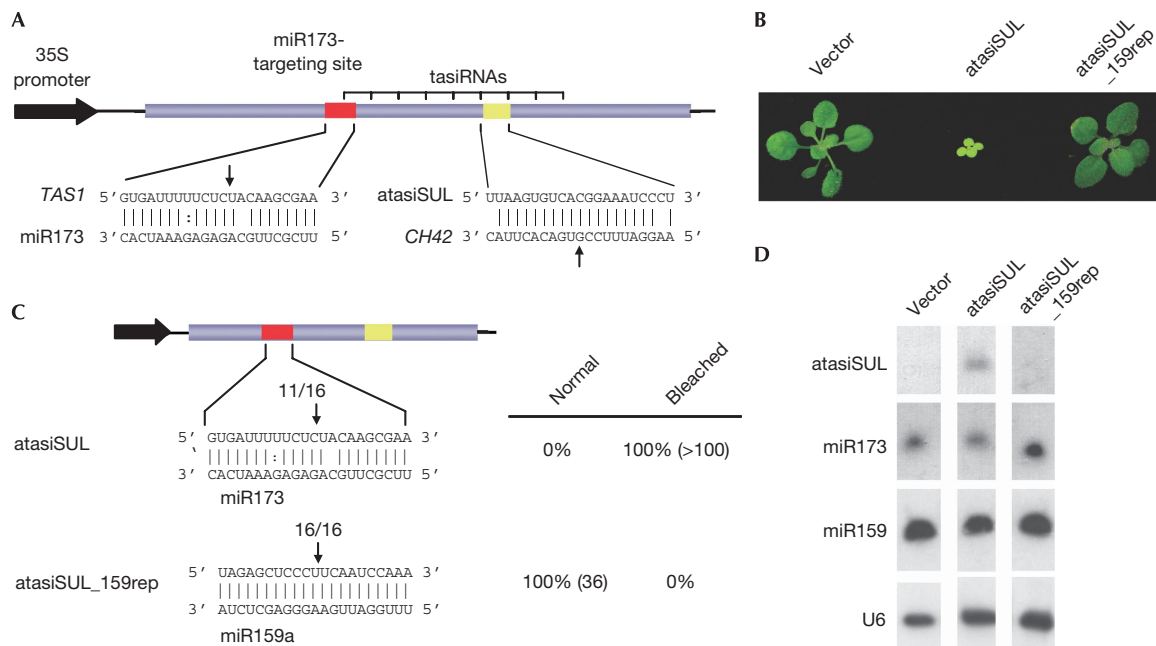 A
35S
promoter
miR173-
targeting site
tasiRNAs
TAS1 5′ GUGAUUUUUCUCUACAAGCGAA 3′
miR173 3′ CACUAAAGAGAGACGUUCGCUU 5′
atasiSUL 5′ UUAAGUGUCACGGAAAUCCCU 3′
CH42 3′ CAUUCACAGUGCCUUUAGGAA 5′
B
Vector
atasiSUL
atasiSUL
_159rep
C
11/16
atasiSUL
5′ GUGAUUUUUCUCUACAAGCGAA 3′
3′ CACUAAAGAGAGACGUUCGCUU 5′
miR173
16/16
atasiSUL_159rep
5′ UAGAGCUCCCUUCAAUCCAAA 3′
3′ AUCUCGAGGGAAGUUAGGUUU 5′
miR159a
Normal
Bleached
0% 100% (>100)
100% (36) 0%
D
Vector
atasiSUL
atasiSUL
_159rep
atasiSUL
miR173
miR159
U6